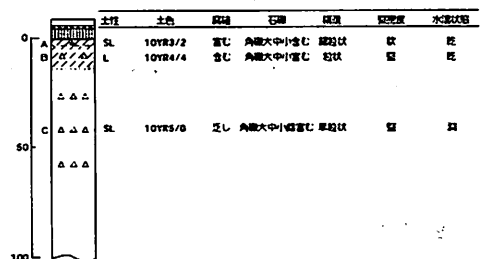 土性 土色 腐植 石礫 構造 堅密度 水湿状態
0
A SL 10YR3/2 富む 角礫大中小含む 団粒状 軟 乾
B L 10YR4/4 含む 角礫大中小富む 粒状 堅 乾
C SL 10YR5/6 乏し 角礫大中小頗富む 単粒状 堅
50
100